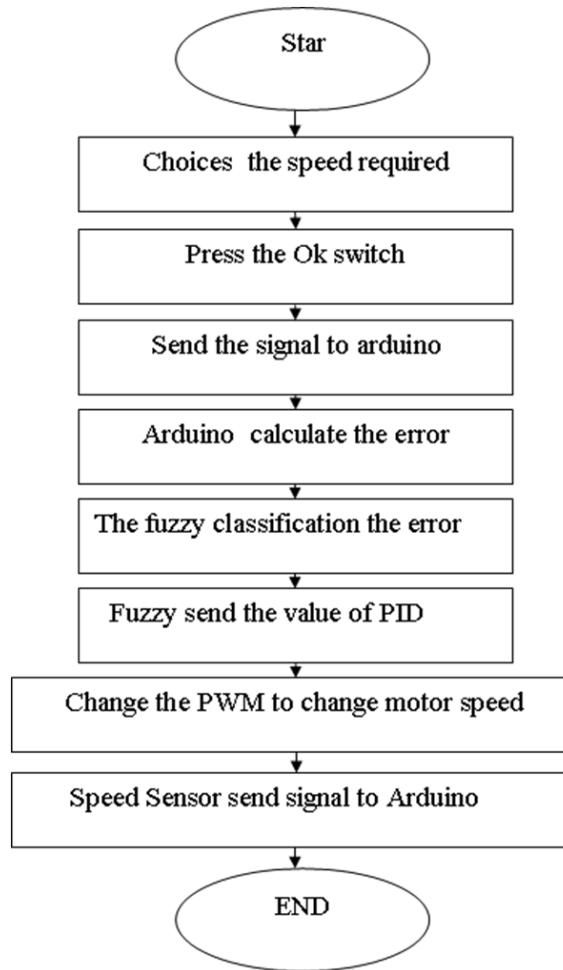 Star
Choices the speed required
Press the Ok switch
Send the signal to arduino
Arduino calculate the error
The fuzzy classification the error
Fuzzy send the value of PID
Change the PWM to change motor speed
Speed Sensor send signal to Arduino
END